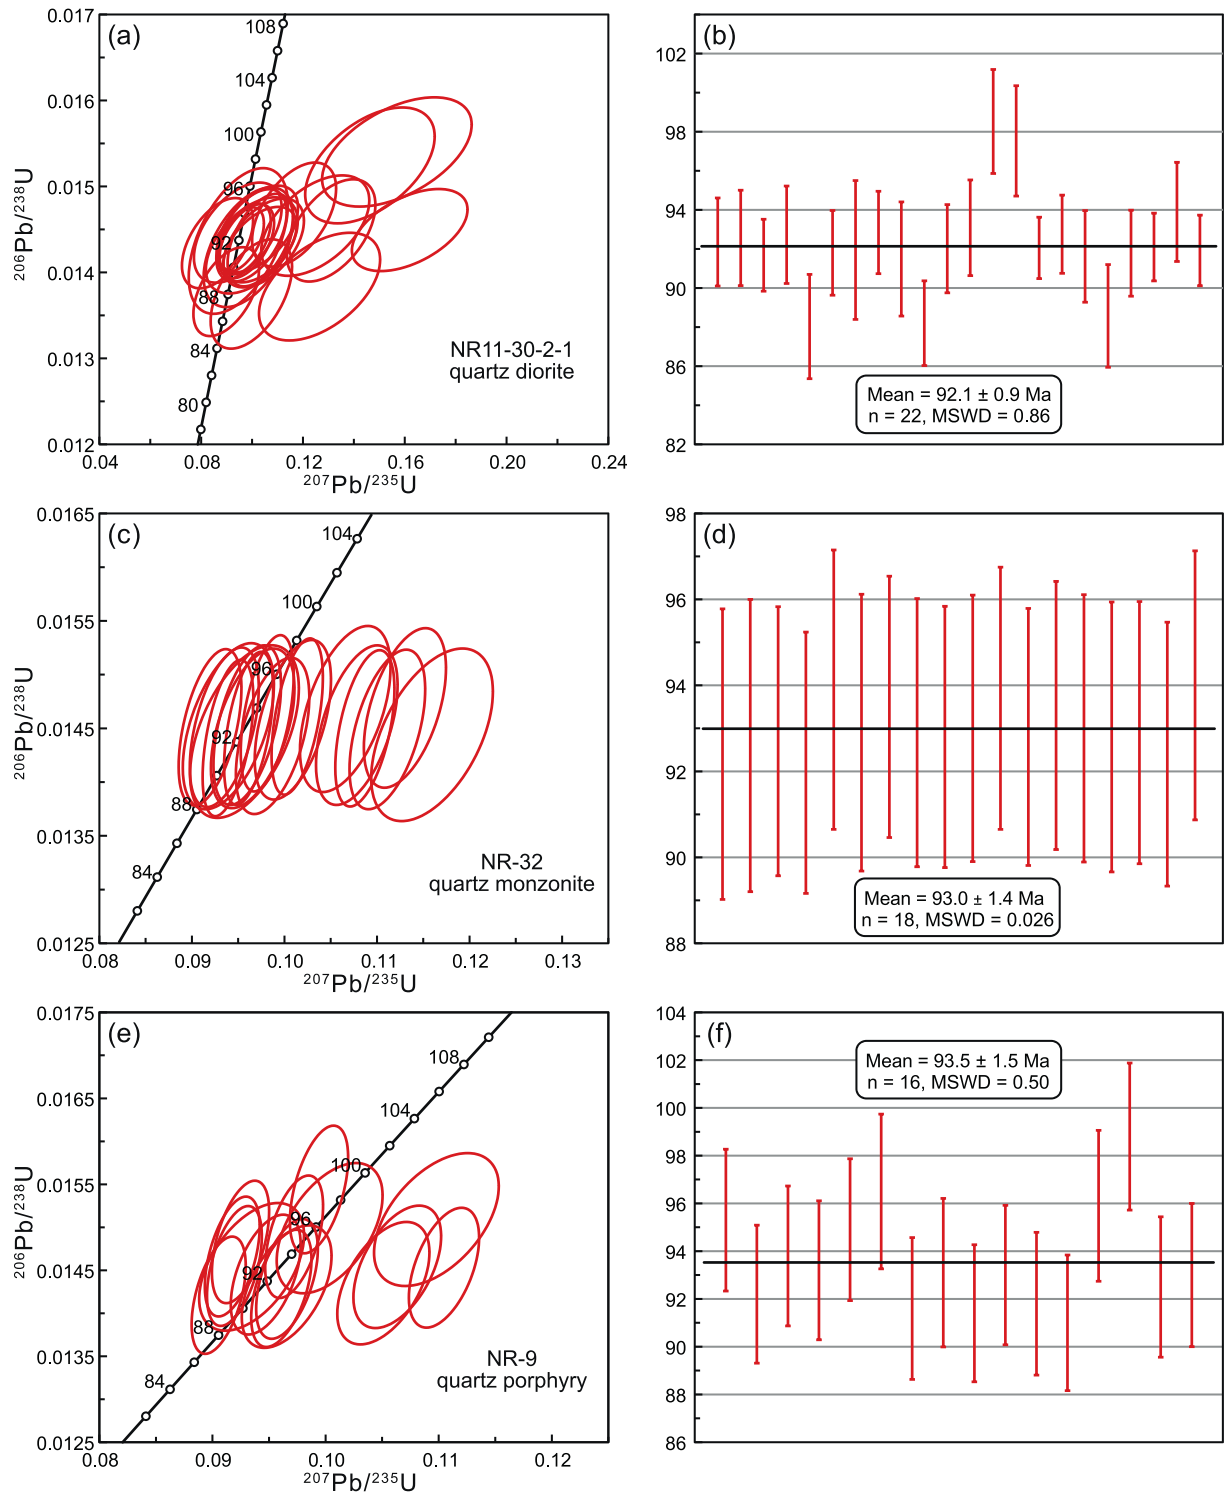 (a)
0.017
0.016
0.015
0.014
0.013
0.012
²⁰⁶Pb/²³⁸U
108
104
100
96
92
88
84
80
NR11-30-2-1
quartz diorite
0.04 0.08 0.12 0.16 0.20 0.24
²⁰⁷Pb/²³⁵U
(b)
102
98
94
90
86
82
Mean = 92.1 ± 0.9 Ma
n = 22, MSWD = 0.86
(c)
0.0165
0.0155
0.0145
0.0135
0.0125
²⁰⁶Pb/²³⁸U
104
100
96
92
88
84
NR-32
quartz monzonite
0.08 0.09 0.10 0.11 0.12 0.13
²⁰⁷Pb/²³⁵U
(d)
98
96
94
92
90
88
Mean = 93.0 ± 1.4 Ma
n = 18, MSWD = 0.026
(e)
0.0175
0.0165
0.0155
0.0145
0.0135
0.0125
²⁰⁶Pb/²³⁸U
108
104
100
96
92
88
84
NR-9
quartz porphyry
0.08 0.09 0.10 0.11 0.12
²⁰⁷Pb/²³⁵U
(f)
104
102
100
98
96
94
92
90
88
86
Mean = 93.5 ± 1.5 Ma
n = 16, MSWD = 0.50